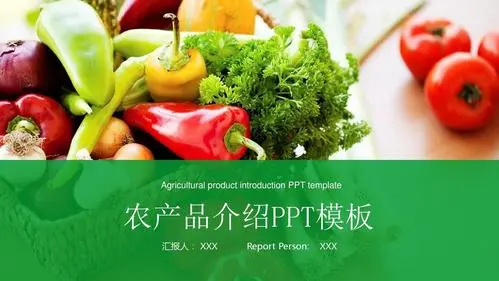 Agricultural product introduction PPT template
农产品介绍PPT模板
汇报人： XXX Report Person: XXX